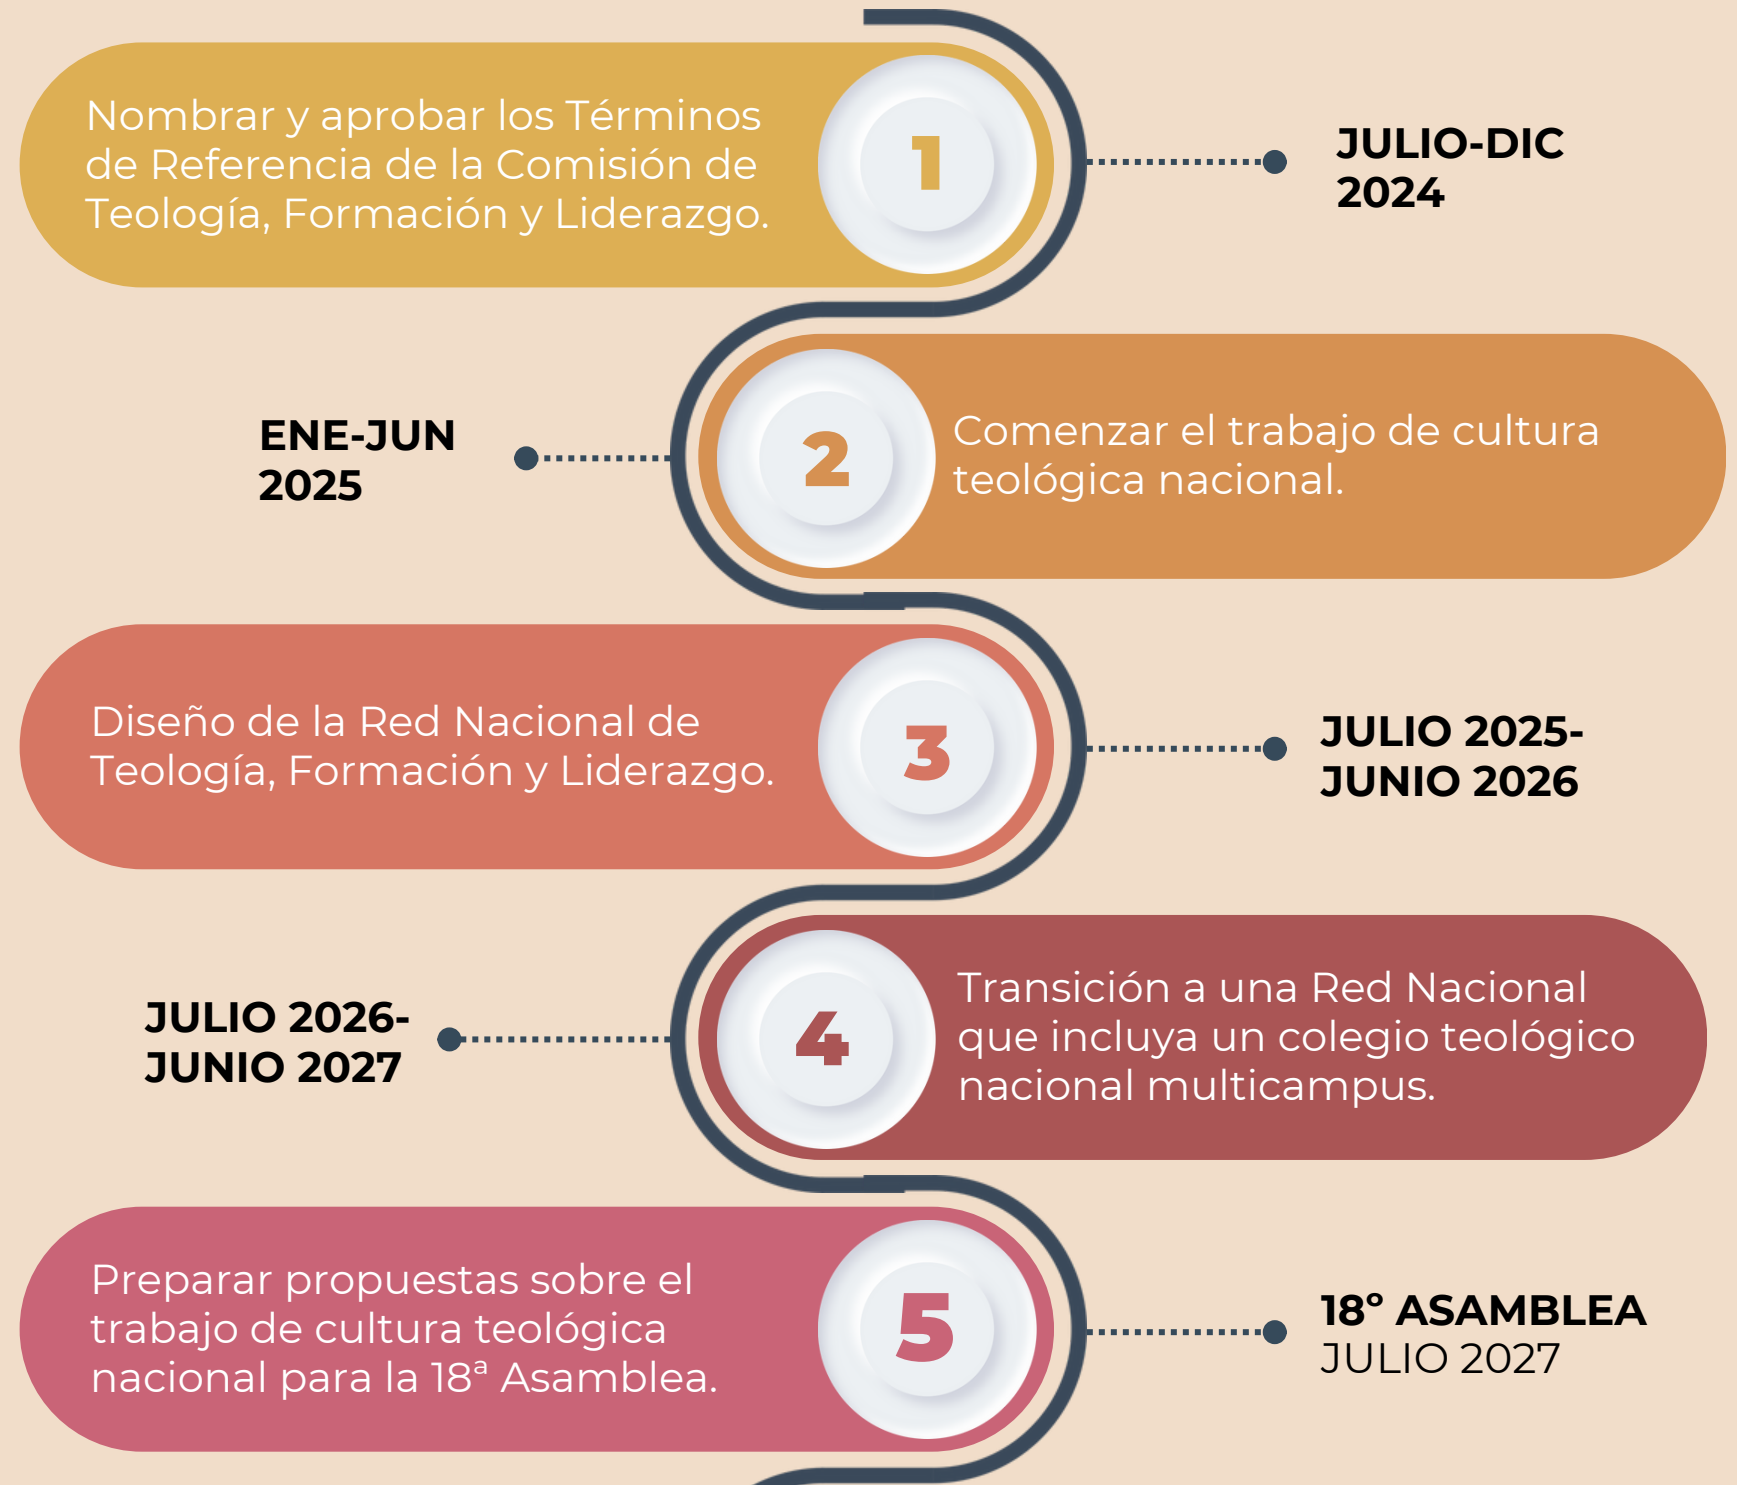 Nombrar y aprobar los Términos
de Referencia de la Comisión de
Teología, Formación y Liderazgo.
1
JULIO-DIC
2024
ENE-JUN
2025
2
Comenzar el trabajo de cultura
teológica nacional.
Diseño de la Red Nacional de
Teología, Formación y Liderazgo.
3
JULIO 2025-
JUNIO 2026
JULIO 2026-
JUNIO 2027
4
Transición a una Red Nacional
que incluya un colegio teológico
nacional multicampus.
Preparar propuestas sobre el
trabajo de cultura teológica
nacional para la 18ª Asamblea.
5
18º ASAMBLEA
JULIO 2027